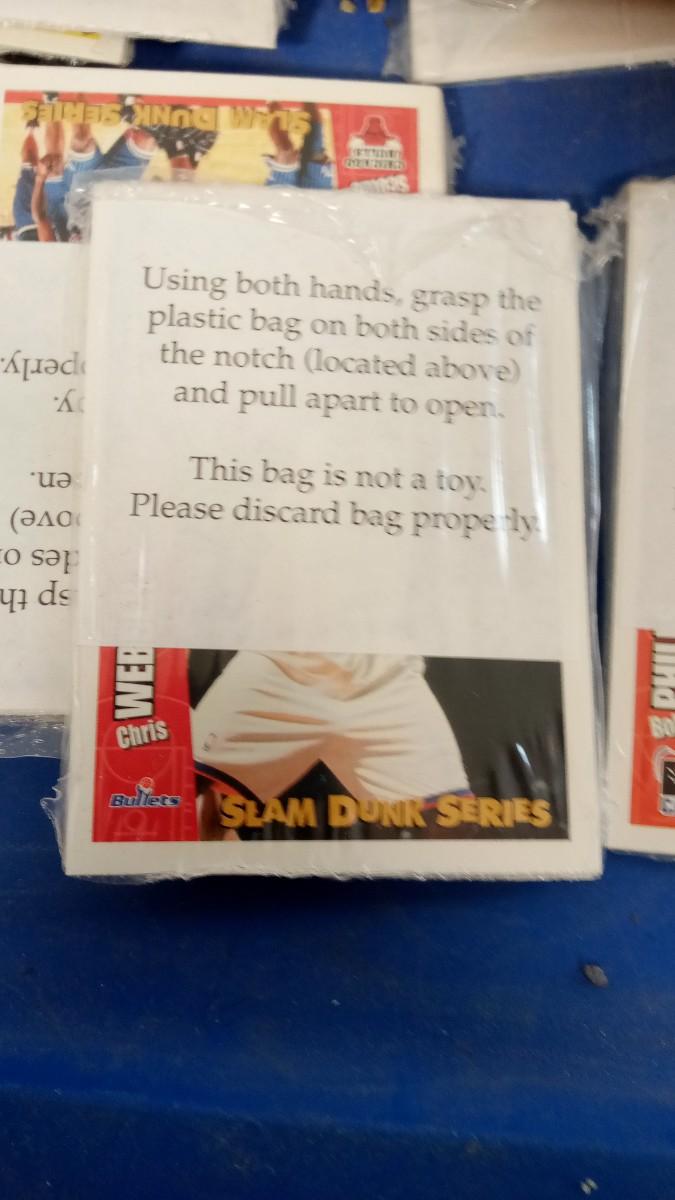 SLAM DUNK SERIES
Using both hands, grasp the
plastic bag on both sides of
the notch (located above)
and pull apart to open.
This bag is not a toy.
Please discard bag properly.
WEB
Chris
Bullets
SLAM DUNK SERIES
PHIL